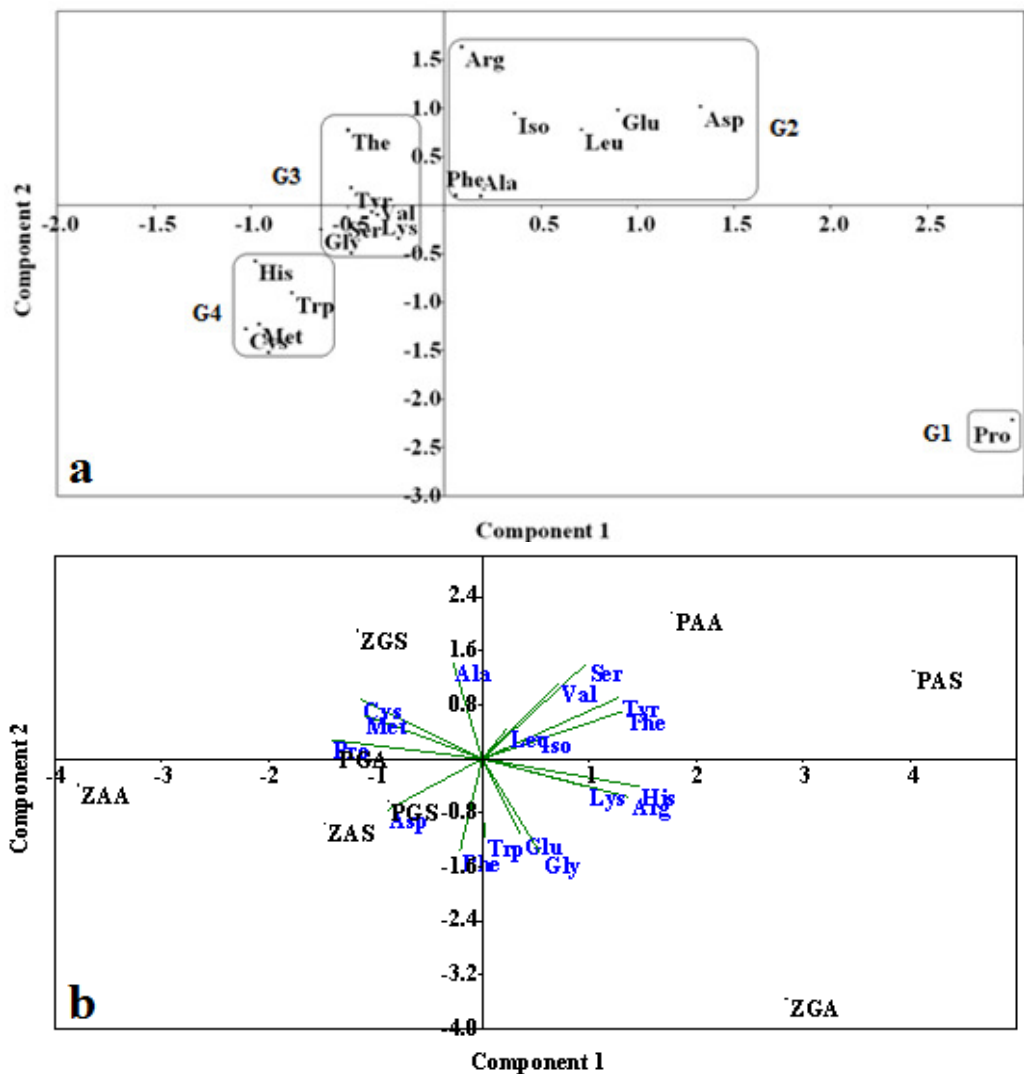 1.5
Arg
1.0
Iso
Glu
Asp
G2
The
Leu
0.5
G3
Phe
Ala
Tyr
Val
-2.0
-1.5
-1.0
-0.5
0.5
1.0
1.5
2.0
2.5
Ser
Lys
Gly
-0.5
His
G4
Trp
-1.0
Met
Cys
-1.5
-2.0
G1
Pro
-2.5
a
-3.0
Component 2
Component 1
2.4
PAA
ZGS
1.6
Ala
Ser
PAS
Val
Cys
0.8
Tyr
Met
The
Leu
Iso
Pro
PGA
-4
-3
-2
-1
1
2
3
4
ZAA
Lys
His
PGS
-0.8
Arg
Asp
ZAS
Trp
Glu
Phe
-1.6
Gly
-2.4
-3.2
b
ZGA
-4.0
Component 2
Component 1